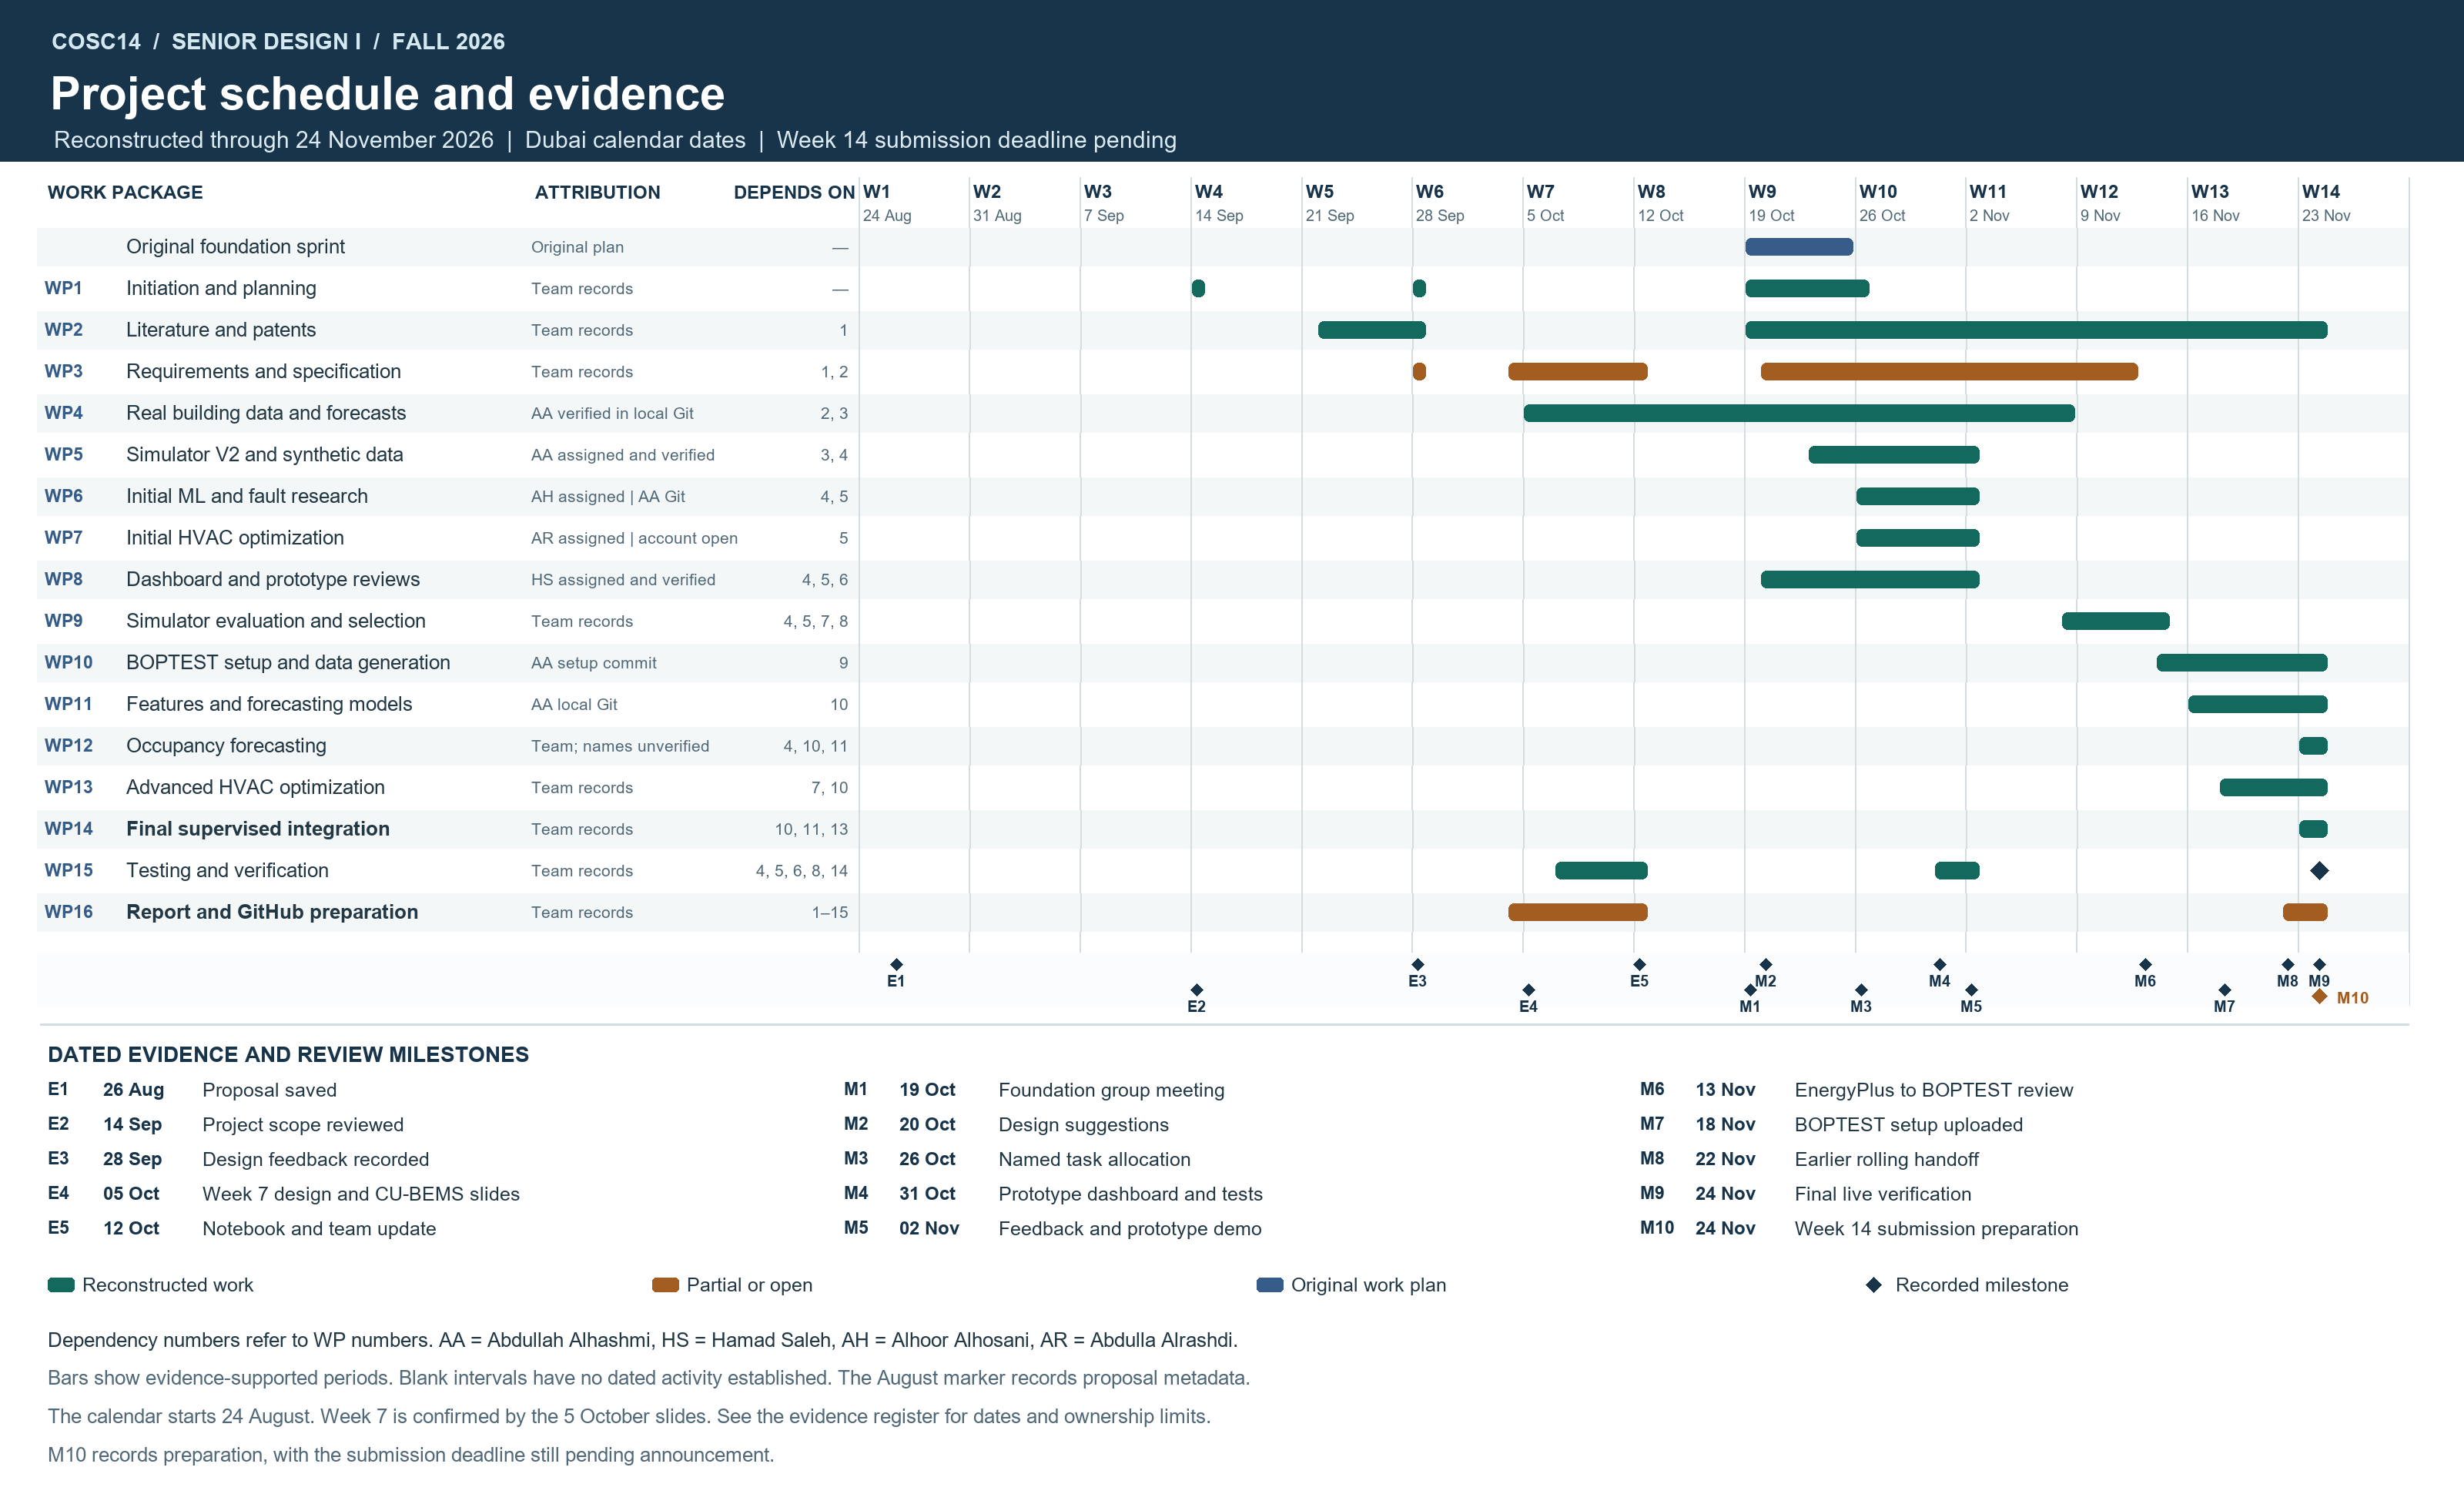 COSC14 / SENIOR DESIGN I / FALL 2026
Project schedule and evidence
Reconstructed through 24 November 2026 | Dubai calendar dates | Week 14 submission deadline pending
WORK PACKAGE ATTRIBUTION DEPENDS ON W1 W2 W3 W4 W5 W6 W7 W8 W9 W10 W11 W12 W13 W14
24 Aug 31 Aug 7 Sep 14 Sep 21 Sep 28 Sep 5 Oct 12 Oct 19 Oct 26 Oct 2 Nov 9 Nov 16 Nov 23 Nov
Original foundation sprint Original plan —
WP1 Initiation and planning Team records —
WP2 Literature and patents Team records 1
WP3 Requirements and specification Team records 1, 2
WP4 Real building data and forecasts AA verified in local Git 2, 3
WP5 Simulator V2 and synthetic data AA assigned and verified 3, 4
WP6 Initial ML and fault research AH assigned | AA Git 4, 5
WP7 Initial HVAC optimization AR assigned | account open 5
WP8 Dashboard and prototype reviews HS assigned and verified 4, 5, 6
WP9 Simulator evaluation and selection Team records 4, 5, 7, 8
WP10 BOPTEST setup and data generation AA setup commit 9
WP11 Features and forecasting models AA local Git 10
WP12 Occupancy forecasting Team; names unverified 4, 10, 11
WP13 Advanced HVAC optimization Team records 7, 10
WP14 Final supervised integration Team records 10, 11, 13
WP15 Testing and verification Team records 4, 5, 6, 8, 14
WP16 Report and GitHub preparation Team records 1–15
E1 E3 E5 M2 M4 M6 M8 M9
E2 E4 M1 M3 M5 M7 M10
DATED EVIDENCE AND REVIEW MILESTONES
E1 26 Aug Proposal saved M1 19 Oct Foundation group meeting M6 13 Nov EnergyPlus to BOPTEST review
E2 14 Sep Project scope reviewed M2 20 Oct Design suggestions M7 18 Nov BOPTEST setup uploaded
E3 28 Sep Design feedback recorded M3 26 Oct Named task allocation M8 22 Nov Earlier rolling handoff
E4 05 Oct Week 7 design and CU-BEMS slides M4 31 Oct Prototype dashboard and tests M9 24 Nov Final live verification
E5 12 Oct Notebook and team update M5 02 Nov Feedback and prototype demo M10 24 Nov Week 14 submission preparation
Reconstructed work Partial or open Original work plan Recorded milestone
Dependency numbers refer to WP numbers. AA = Abdullah Alhashmi, HS = Hamad Saleh, AH = Alhoor Alhosani, AR = Abdulla Alrashdi.
Bars show evidence-supported periods. Blank intervals have no dated activity established. The August marker records proposal metadata.
The calendar starts 24 August. Week 7 is confirmed by the 5 October slides. See the evidence register for dates and ownership limits.
M10 records preparation, with the submission deadline still pending announcement.